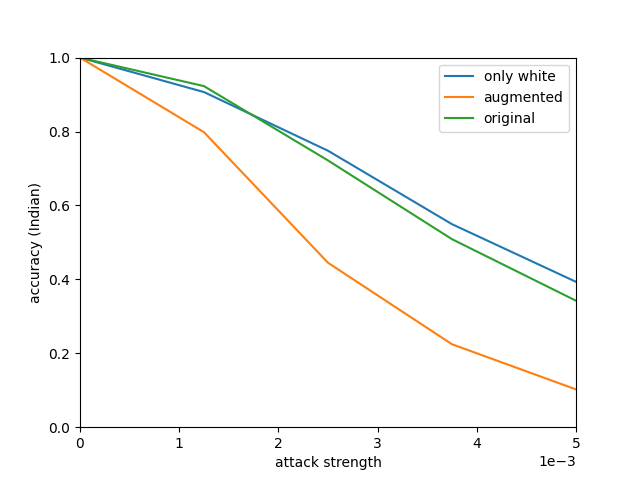 1.0
0.8
0.6
0.4
0.2
0.0
accuracy (Indian)
only white
augmented
original
0 1 2 3 4 5
attack strength
1e−3